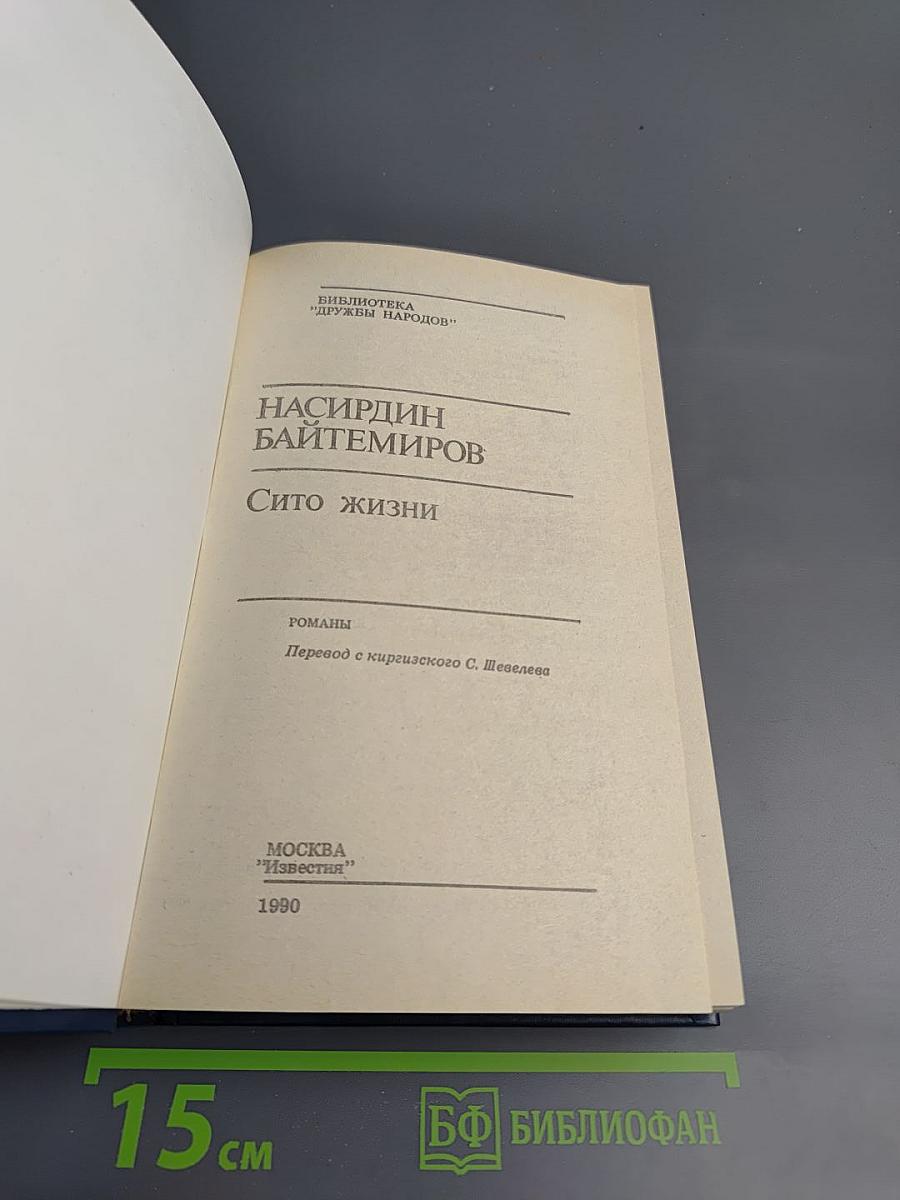 БИБЛИОТЕКА
"ДРУЖБЫ НАРОДОВ"
НАСИРДИН
БАЙТЕМИРОВ
Сито жизни
РОМАНЫ
Перевод с киргизского С. Шевелева
МОСКВА
"Известия"
1990
15 см
БФ БИБЛИОФАН